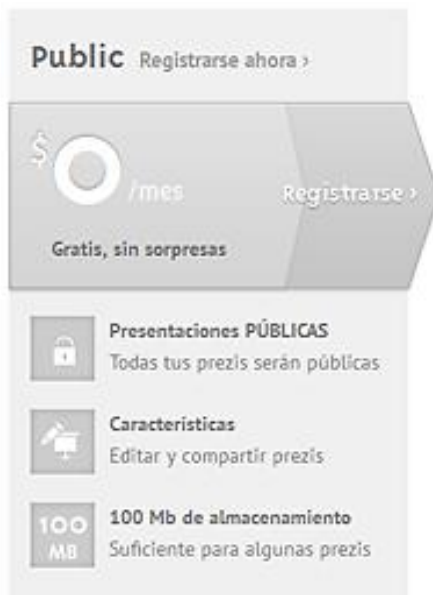 Public Registrarse ahora ›
$0/mes Registrarse ›
Gratis, sin sorpresas
Presentaciones PÚBLICAS
Todas tus prezis serán públicas
Características
Editar y compartir prezis
100 MB
100 Mb de almacenamiento
Suficiente para algunas prezis